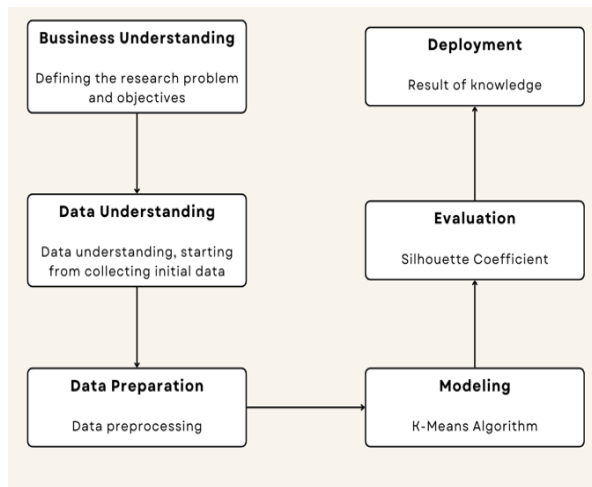 Bussiness Understanding
Defining the research problem
and objectives
Data Understanding
Data understanding, starting
from collecting initial data
Data Preparation
Data preprocessing
Modeling
K-Means Algorithm
Evaluation
Silhouette Coefficient
Deployment
Result of knowledge